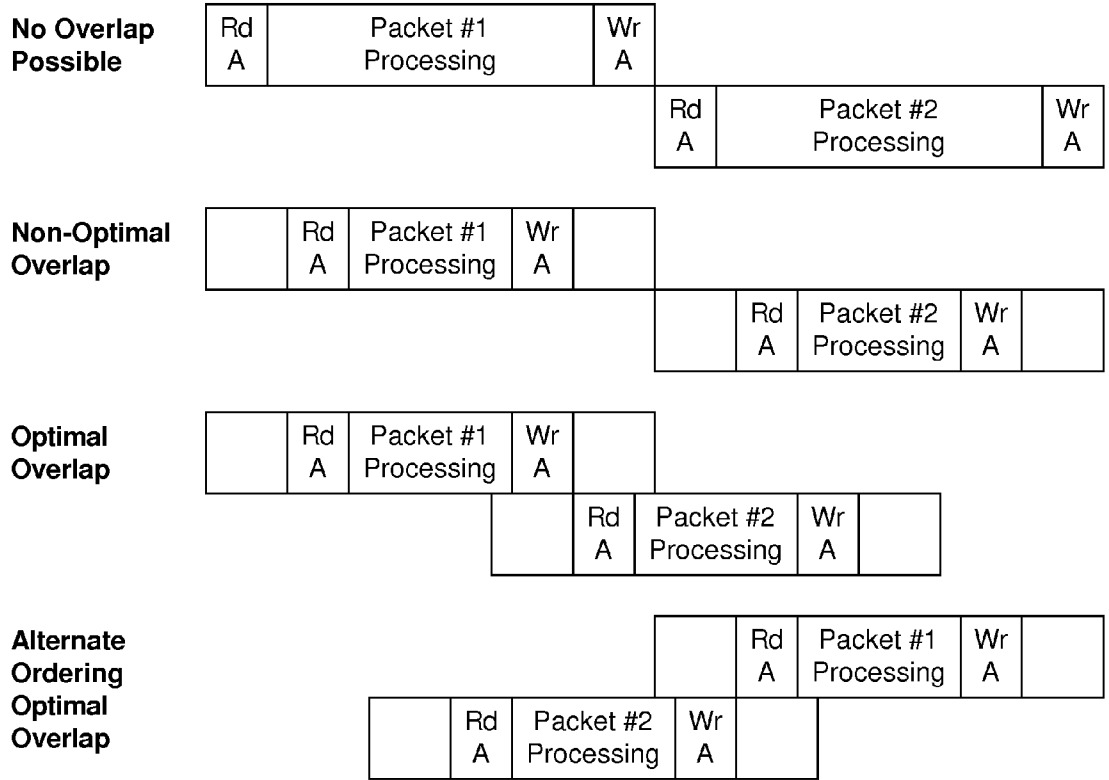 No Overlap
Possible
Rd
A
Packet #1
Processing
Wr
A
Rd
A
Packet #2
Processing
Wr
A
Non-Optimal
Overlap
Rd
A
Packet #1
Processing
Wr
A
Rd
A
Packet #2
Processing
Wr
A
Optimal
Overlap
Rd
A
Packet #1
Processing
Wr
A
Rd
A
Packet #2
Processing
Wr
A
Alternate
Ordering
Optimal
Overlap
Rd
A
Packet #1
Processing
Wr
A
Rd
A
Packet #2
Processing
Wr
A